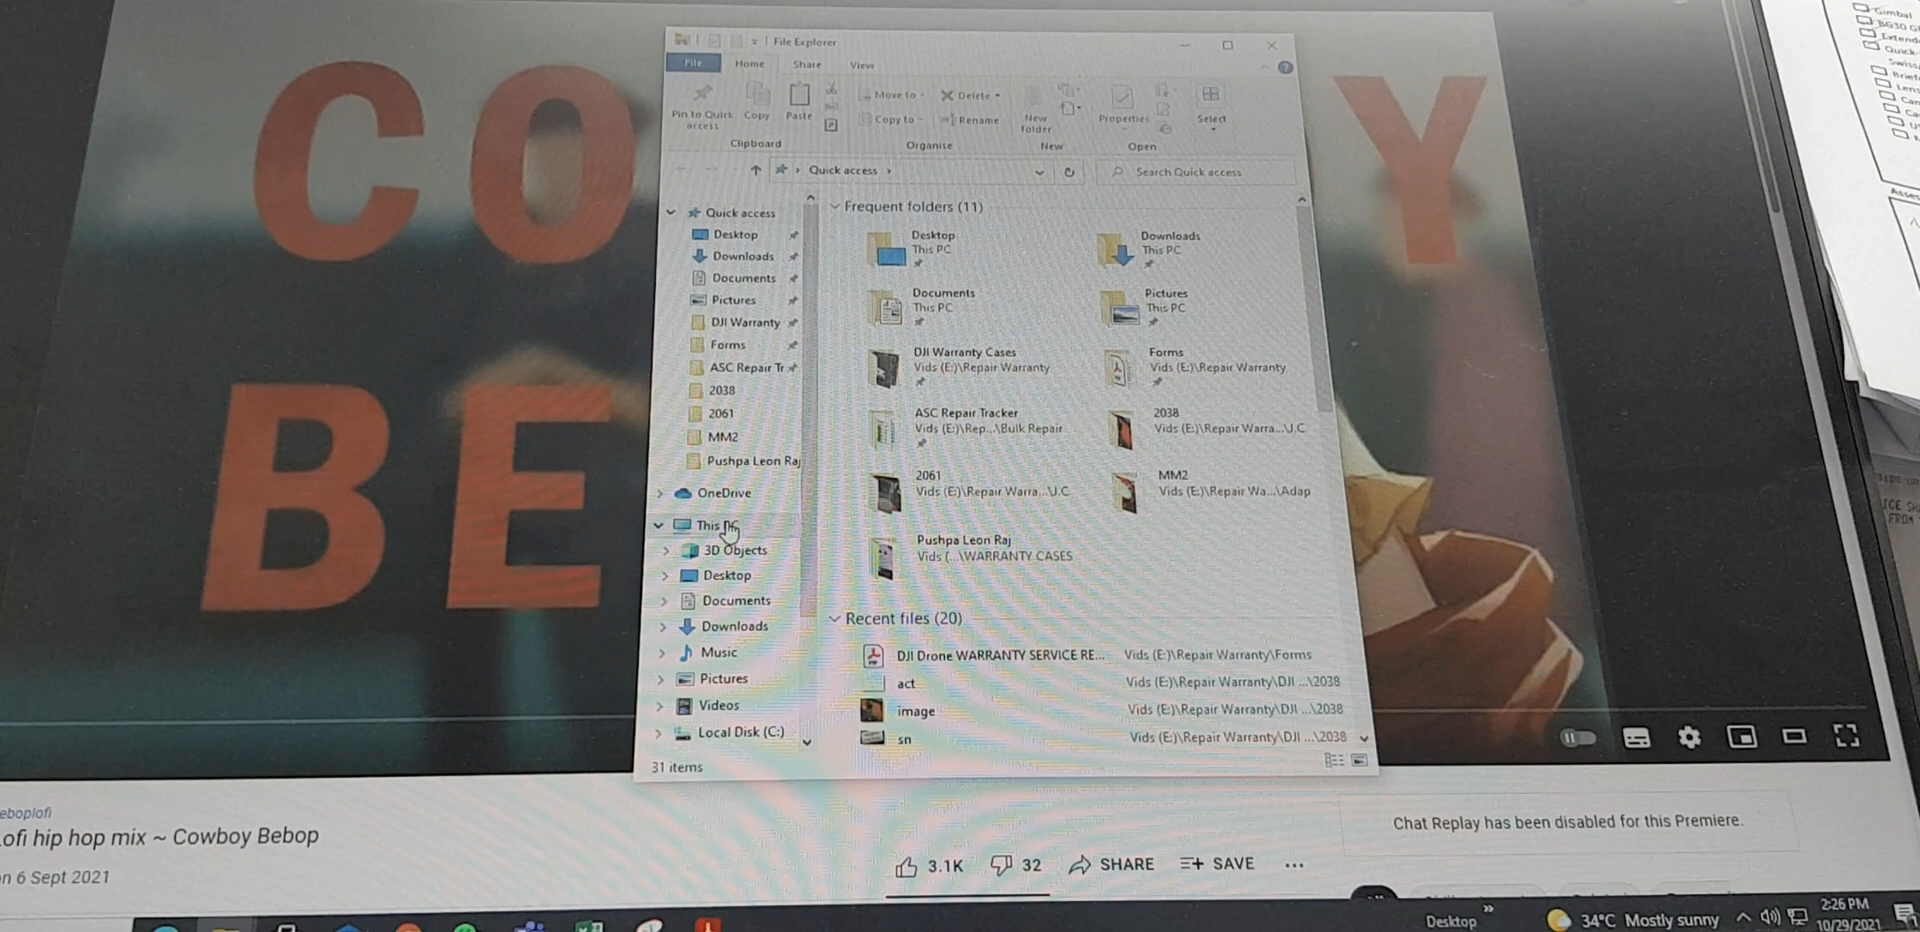 CO
Y
BE
File Explorer
File
Home
Share
View
Pin to Quick
access
Copy
Paste
Clipboard
Move to
Copy to
Delete
Rename
Organise
New
folder
New
Properties
Open
Select
Quick access
Search Quick access
Quick access
Desktop
Downloads
Documents
Pictures
DJI Warranty
Forms
ASC Repair Tr
2038
2061
MM2
Pushpa Leon Raj
OneDrive
This PC
3D Objects
Desktop
Documents
Downloads
Music
Pictures
Videos
Local Disk (C:)
31 items
Frequent folders (11)
Desktop
This PC
Downloads
This PC
Documents
This PC
Pictures
This PC
DJI Warranty Cases
Vids (E:)\Repair Warranty
Forms
Vids (E:)\Repair Warranty
ASC Repair Tracker
Vids (E:)\Rep...\Bulk Repair
2038
Vids (E:)\Repair Warra...\J.C
2061
Vids (E:)\Repair Warra...\J.C
MM2
Vids (E:)\Repair Wa...\Adap
Pushpa Leon Raj
Vids (...\WARRANTY CASES
Recent files (20)
DJI Drone WARRANTY SERVICE RE... Vids (E:)\Repair Warranty\Forms
act Vids (E:)\Repair Warranty\DJI ...\2038
image Vids (E:)\Repair Warranty\DJI ...\2038
sn Vids (E:)\Repair Warranty\DJI ...\2038
Gimbal
Quick-
ICE SH
FROM
eboplofi
ofi hip hop mix ~ Cowboy Bebop
n 6 Sept 2021
3.1K
32
SHARE
SAVE
Chat Replay has been disabled for this Premiere.
Desktop
34°C Mostly sunny
2:26 PM
10/29/2021